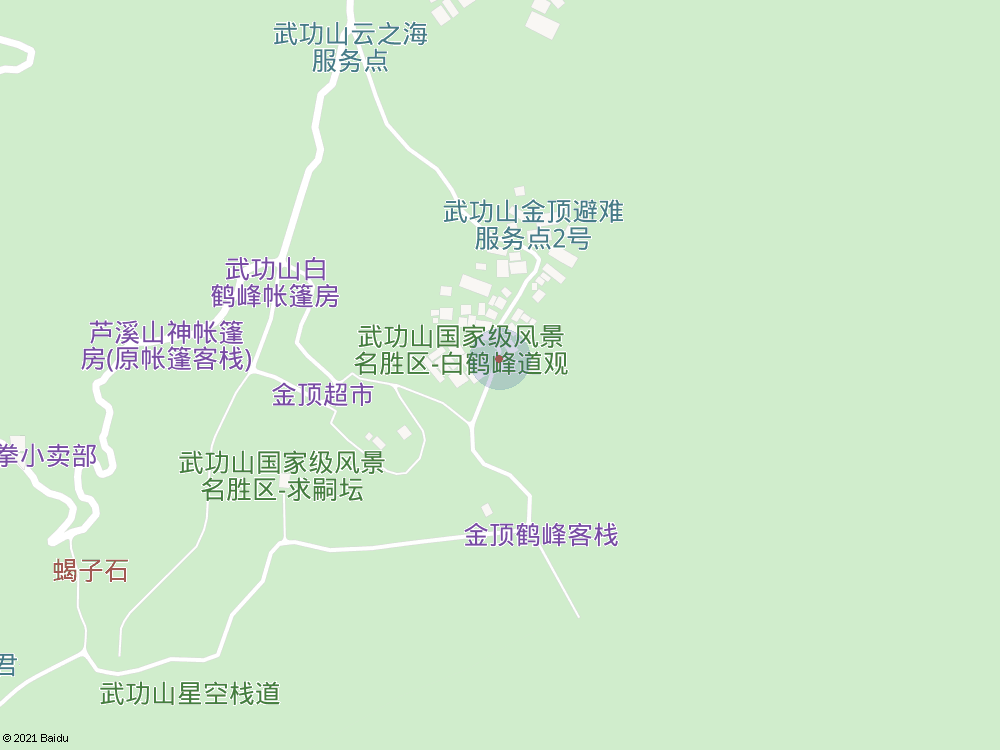 武功山云之海
服务点
武功山金顶避难
服务点2号
武功山白
鹤峰帐篷房
芦溪山神帐篷
房(原帐篷客栈)
武功山国家级风景
名胜区-白鹤峰道观
金顶超市
拳小卖部
武功山国家级风景
名胜区-求嗣坛
金顶鹤峰客栈
蝎子石
君
武功山星空栈道
© 2021 Baidu